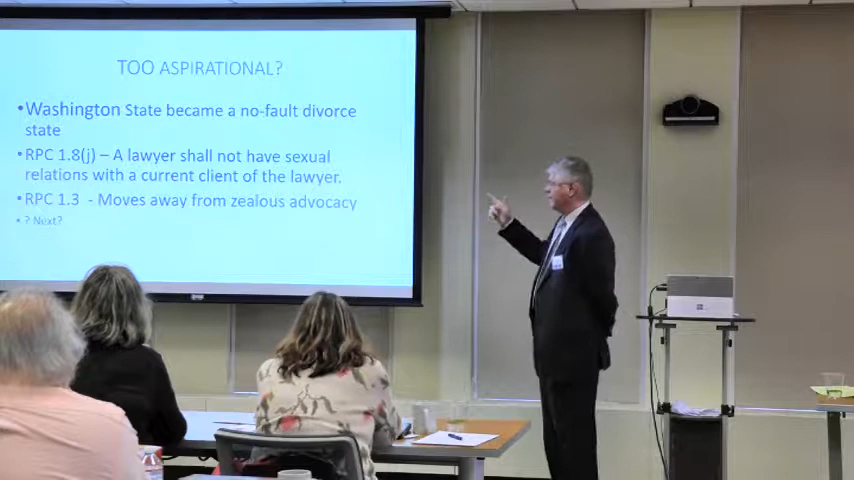 TOO ASPIRATIONAL?
•Washington State became a no-fault divorce
state
•RPC 1.8(j) – A lawyer shall not have sexual
relations with a current client of the lawyer.
•RPC 1.3 - Moves away from zealous advocacy
• ? Next?